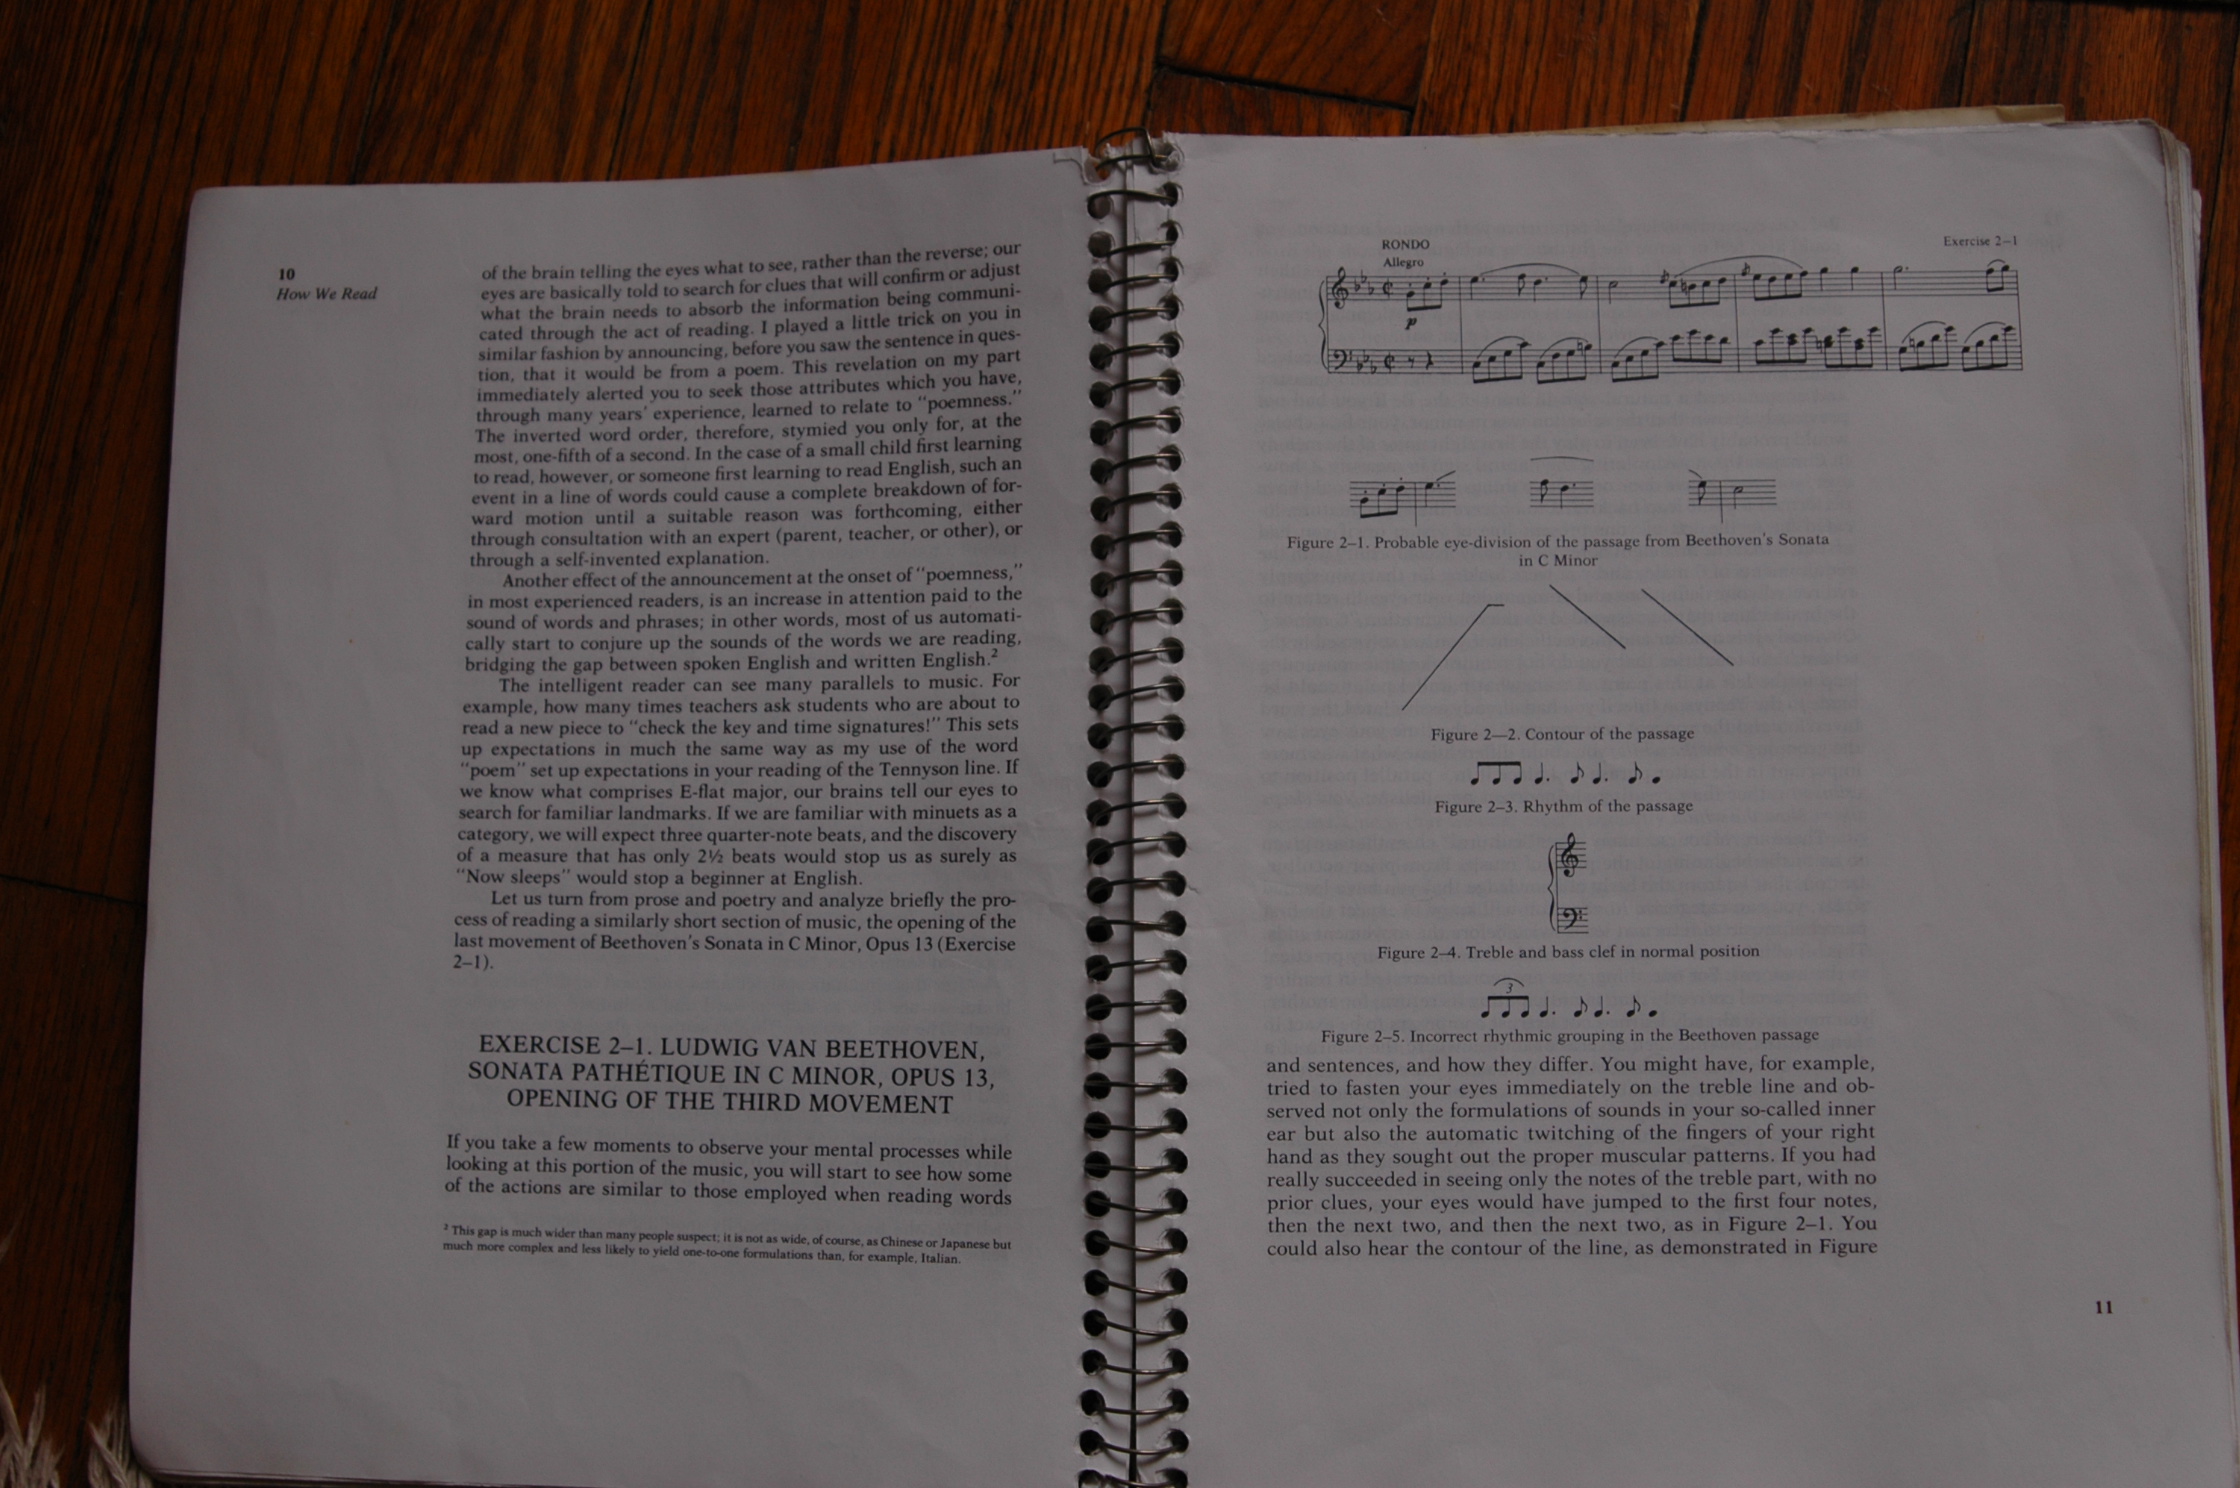 10
How We Read
of the brain telling the eyes what to see, rather than the reverse; our
eyes are basically told to search for clues that will confirm or adjust
what the brain needs to absorb the information being communi-
cated through the act of reading. I played a little trick on you in
similar fashion by announcing, before you saw the sentence in ques-
tion, that it would be from a poem. This revelation on my part
immediately alerted you to seek those attributes which you have,
through many years' experience, learned to relate to "poemness."
The inverted word order, therefore, stymied you only for, at the
most, one-fifth of a second. In the case of a small child first learning
to read, however, or someone first learning to read English, such an
event in a line of words could cause a complete breakdown of for-
ward motion until a suitable reason was forthcoming, either
through consultation with an expert (parent, teacher, or other), or
through a self-invented explanation.
Another effect of the announcement at the onset of "poemness,"
in most experienced readers, is an increase in attention paid to the
sound of words and phrases; in other words, most of us automati-
cally start to conjure up the sounds of the words we are reading,
bridging the gap between spoken English and written English.²
The intelligent reader can see many parallels to music. For
example, how many times teachers ask students who are about to
read a new piece to "check the key and time signatures!" This sets
up expectations in much the same way as my use of the word
"poem" set up expectations in your reading of the Tennyson line. If
we know what comprises E-flat major, our brains tell our eyes to
search for familiar landmarks. If we are familiar with minuets as a
category, we will expect three quarter-note beats, and the discovery
of a measure that has only 2½ beats would stop us as surely as
"Now sleeps" would stop a beginner at English.
Let us turn from prose and poetry and analyze briefly the pro-
cess of reading a similarly short section of music, the opening of the
last movement of Beethoven's Sonata in C Minor, Opus 13 (Exercise
2–1).
EXERCISE 2–1. LUDWIG VAN BEETHOVEN,
SONATA PATHÉTIQUE IN C MINOR, OPUS 13,
OPENING OF THE THIRD MOVEMENT
If you take a few moments to observe your mental processes while
looking at this portion of the music, you will start to see how some
of the actions are similar to those employed when reading words
² This gap is much wider than many people suspect; it is not as wide, of course, as Chinese or Japanese but
much more complex and less likely to yield one-to-one formulations than, for example, Italian.
RONDO
Exercise 2–1
Allegro
p
Figure 2–1. Probable eye-division of the passage from Beethoven's Sonata
in C Minor
Figure 2—2. Contour of the passage
Figure 2–3. Rhythm of the passage
Figure 2–4. Treble and bass clef in normal position
3
Figure 2–5. Incorrect rhythmic grouping in the Beethoven passage
and sentences, and how they differ. You might have, for example,
tried to fasten your eyes immediately on the treble line and ob-
served not only the formulations of sounds in your so-called inner
ear but also the automatic twitching of the fingers of your right
hand as they sought out the proper muscular patterns. If you had
really succeeded in seeing only the notes of the treble part, with no
prior clues, your eyes would have jumped to the first four notes,
then the next two, and then the next two, as in Figure 2–1. You
could also hear the contour of the line, as demonstrated in Figure
11